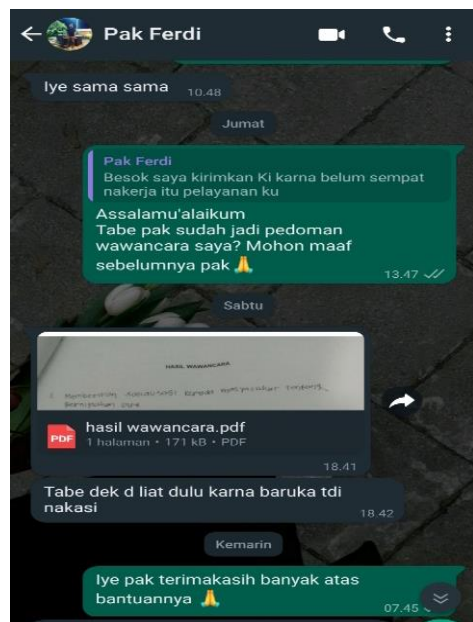 Pak Ferdi
Iye sama sama 10.48
Jumat
Pak Ferdi
Besok saya kirimkan Ki karna belum sempat
nakerja itu pelayanan ku
Assalamu'alaikum
Tabe pak sudah jadi pedoman
wawancara saya? Mohon maaf
sebelumnya pak 🙏
13.47
Sabtu
HASIL WAWANCARA
hasil wawancara.pdf
PDF
1 halaman • 171 kB • PDF
18.41
Tabe dek d liat dulu karna baruka tdi
nakasi
18.42
Kemarin
Iye pak terimakasih banyak atas
bantuannya 🙏
07.45